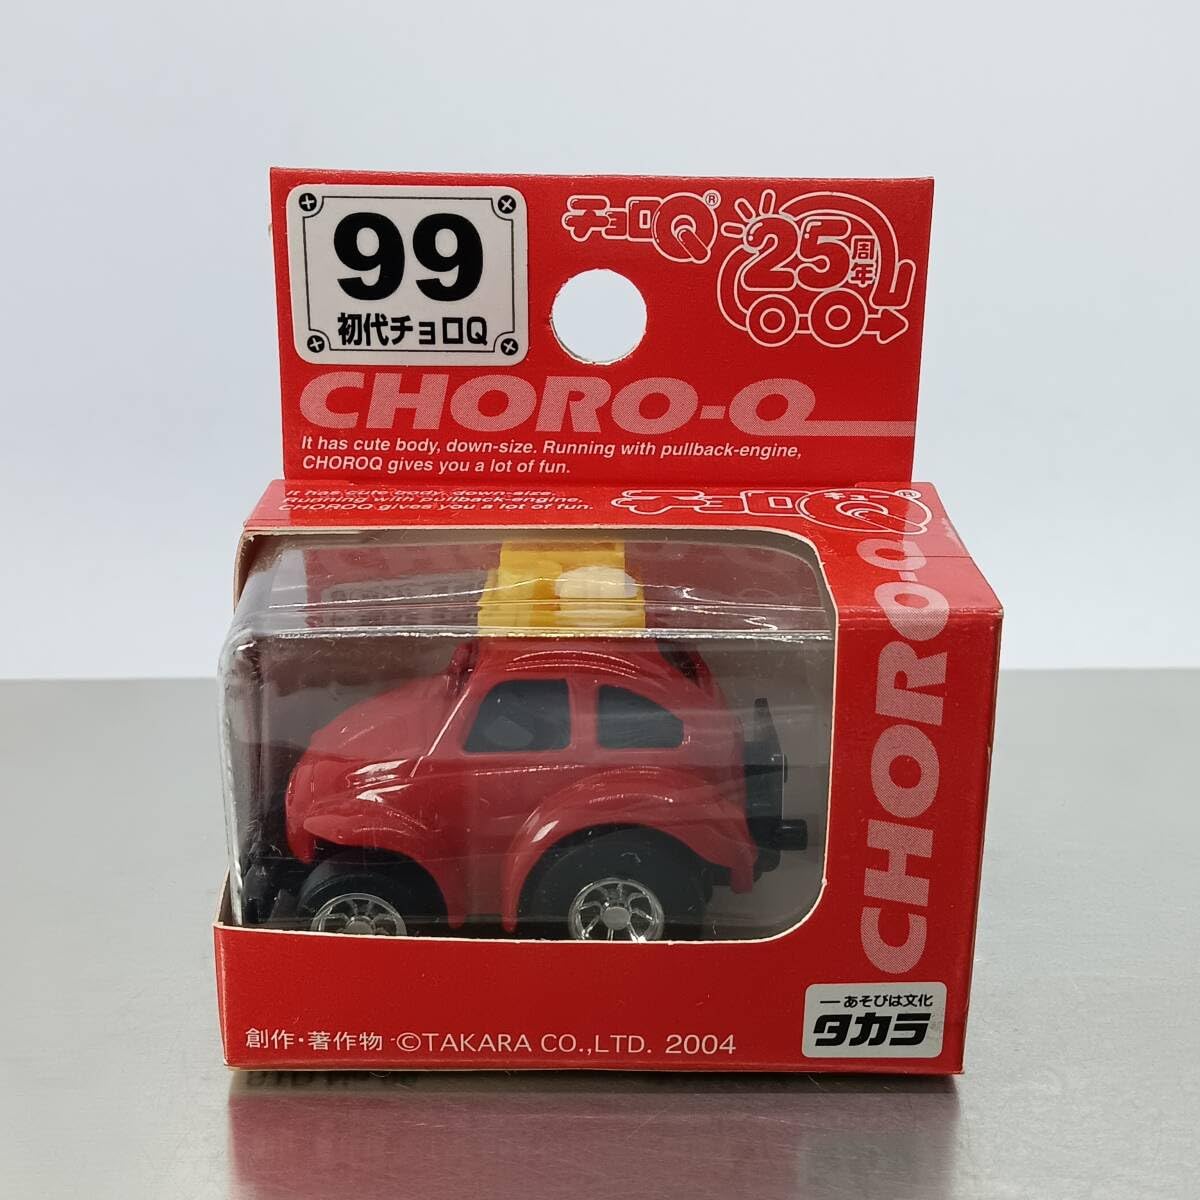 99
初代チョロQ
チョロQ®
25周年
CHORO-Q
It has cute body, down-size. Running with pullback-engine,
CHOROQ gives you a lot of fun.
It has cute body, down-size.
Running with pullback-engine,
CHOROQ gives you a lot of fun.
チョロQ®
キュー
CHORO-Q
創作・著作物 ©TAKARA CO.,LTD. 2004
―あそびは文化
タカラ